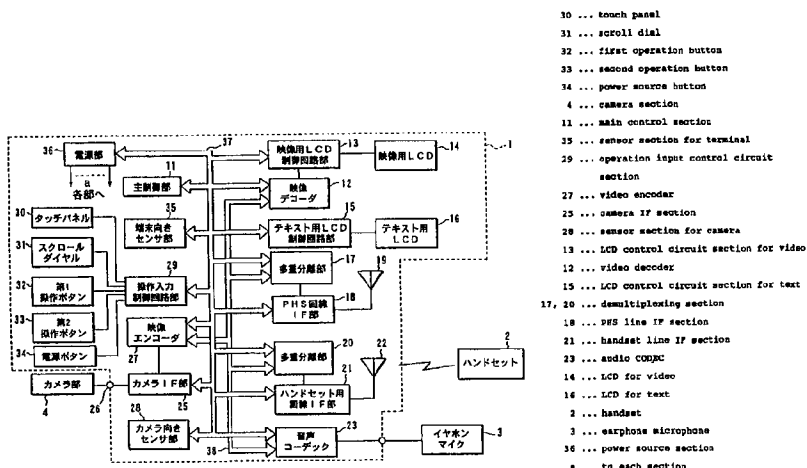 37
36
電源部
a
各部へ
11
主制御部
30
タッチパネル
35
端末向き
センサ部
31
スクロール
ダイヤル
29
操作入力
制御回路部
32
第1
操作ボタン
33
第2
操作ボタン
34
電源ボタン
映像
エンコーダ
27
カメラ部
4
26
カメラIF部
25
28
カメラ向き
センサ部
38
13
映像用LCD
制御回路部
14
映像用LCD
1
映像
デコーダ
12
15
テキスト用LCD
制御回路部
16
テキスト用
LCD
17
多重分離部
19
18
PHS回線
IF部
20
多重分離部
22
21
ハンドセット用
回線IF部
2
ハンドセット
23
音声
コーデック
イヤホン
マイク
3
30 ... touch panel
31 ... scroll dial
32 ... first operation button
33 ... second operation button
34 ... power source button
4 ... camera section
11 ... main control section
35 ... sensor section for terminal
29 ... operation input control circuit
section
27 ... video encoder
25 ... camera IF section
28 ... sensor section for camera
13 ... LCD control circuit section for video
12 ... video decoder
15 ... LCD control circuit section for text
17, 20 ... demultiplexing section
18 ... PHS line IF section
21 ... handset line IF section
23 ... audio CODEC
14 ... LCD for video
16 ... LCD for text
2 ... handset
3 ... earphone microphone
36 ... power source section
a ... to each section